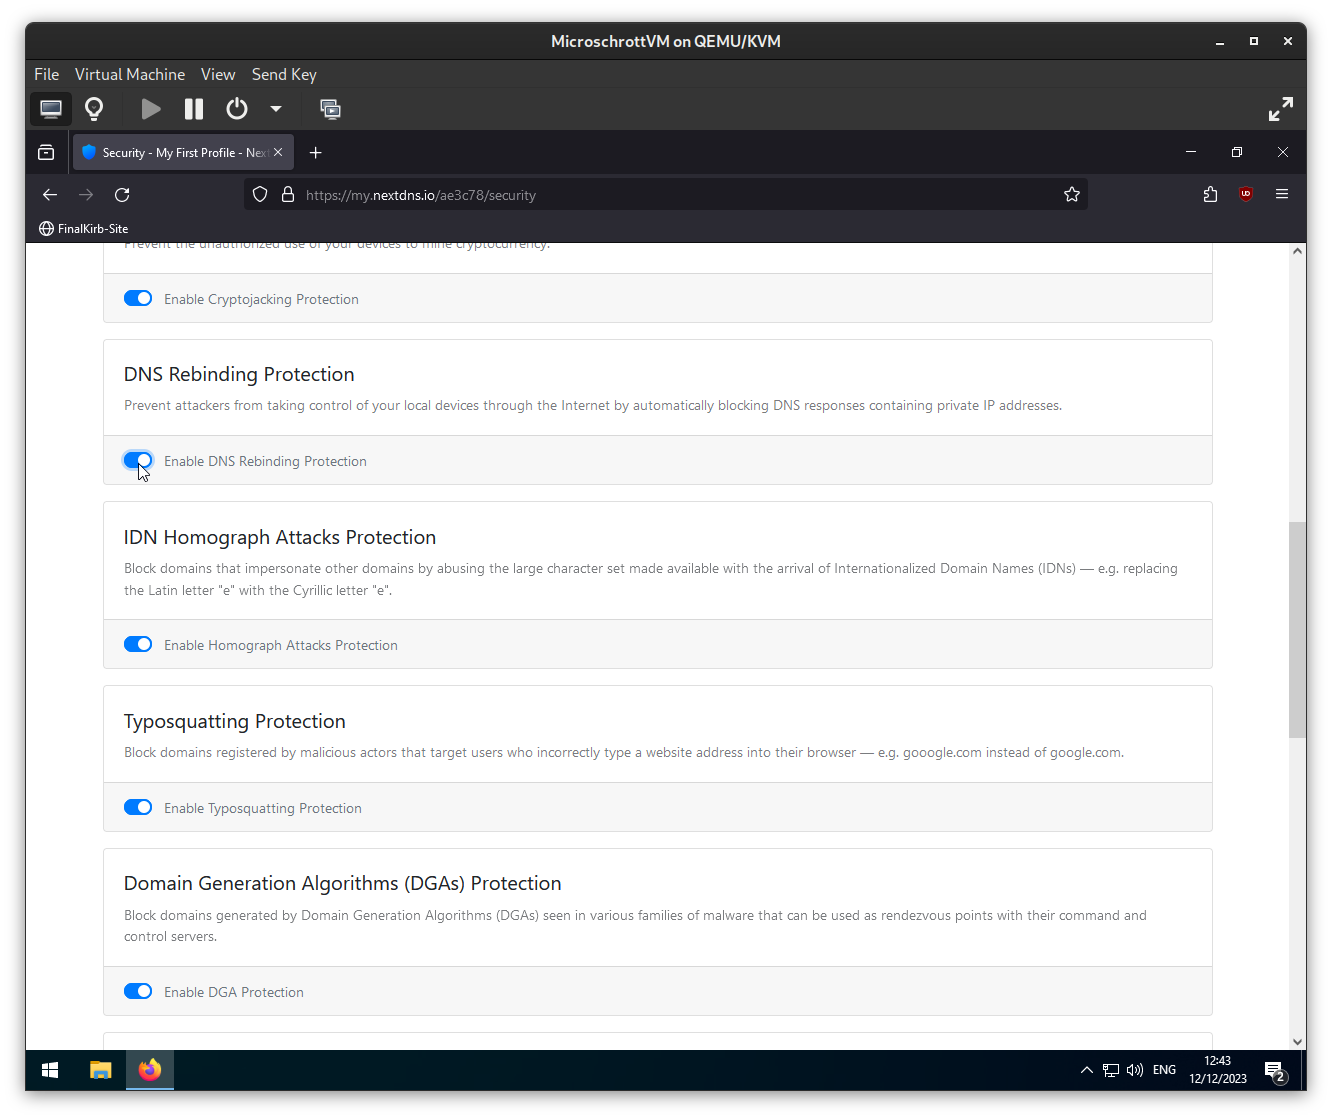 MicroschrottVM on QEMU/KVM
File Virtual Machine View Send Key
Security - My First Profile - Nex
https://my.nextdns.io/ae3c78/security
FinalKirb-Site
Prevent the unauthorized use of your devices to mine cryptocurrency.
Enable Cryptojacking Protection
DNS Rebinding Protection
Prevent attackers from taking control of your local devices through the Internet by automatically blocking DNS responses containing private IP addresses.
Enable DNS Rebinding Protection
IDN Homograph Attacks Protection
Block domains that impersonate other domains by abusing the large character set made available with the arrival of Internationalized Domain Names (IDNs) — e.g. replacing
the Latin letter "e" with the Cyrillic letter "e".
Enable Homograph Attacks Protection
Typosquatting Protection
Block domains registered by malicious actors that target users who incorrectly type a website address into their browser — e.g. gooogle.com instead of google.com.
Enable Typosquatting Protection
Domain Generation Algorithms (DGAs) Protection
Block domains generated by Domain Generation Algorithms (DGAs) seen in various families of malware that can be used as rendezvous points with their command and
control servers.
Enable DGA Protection
ENG
12:43
12/12/2023
2